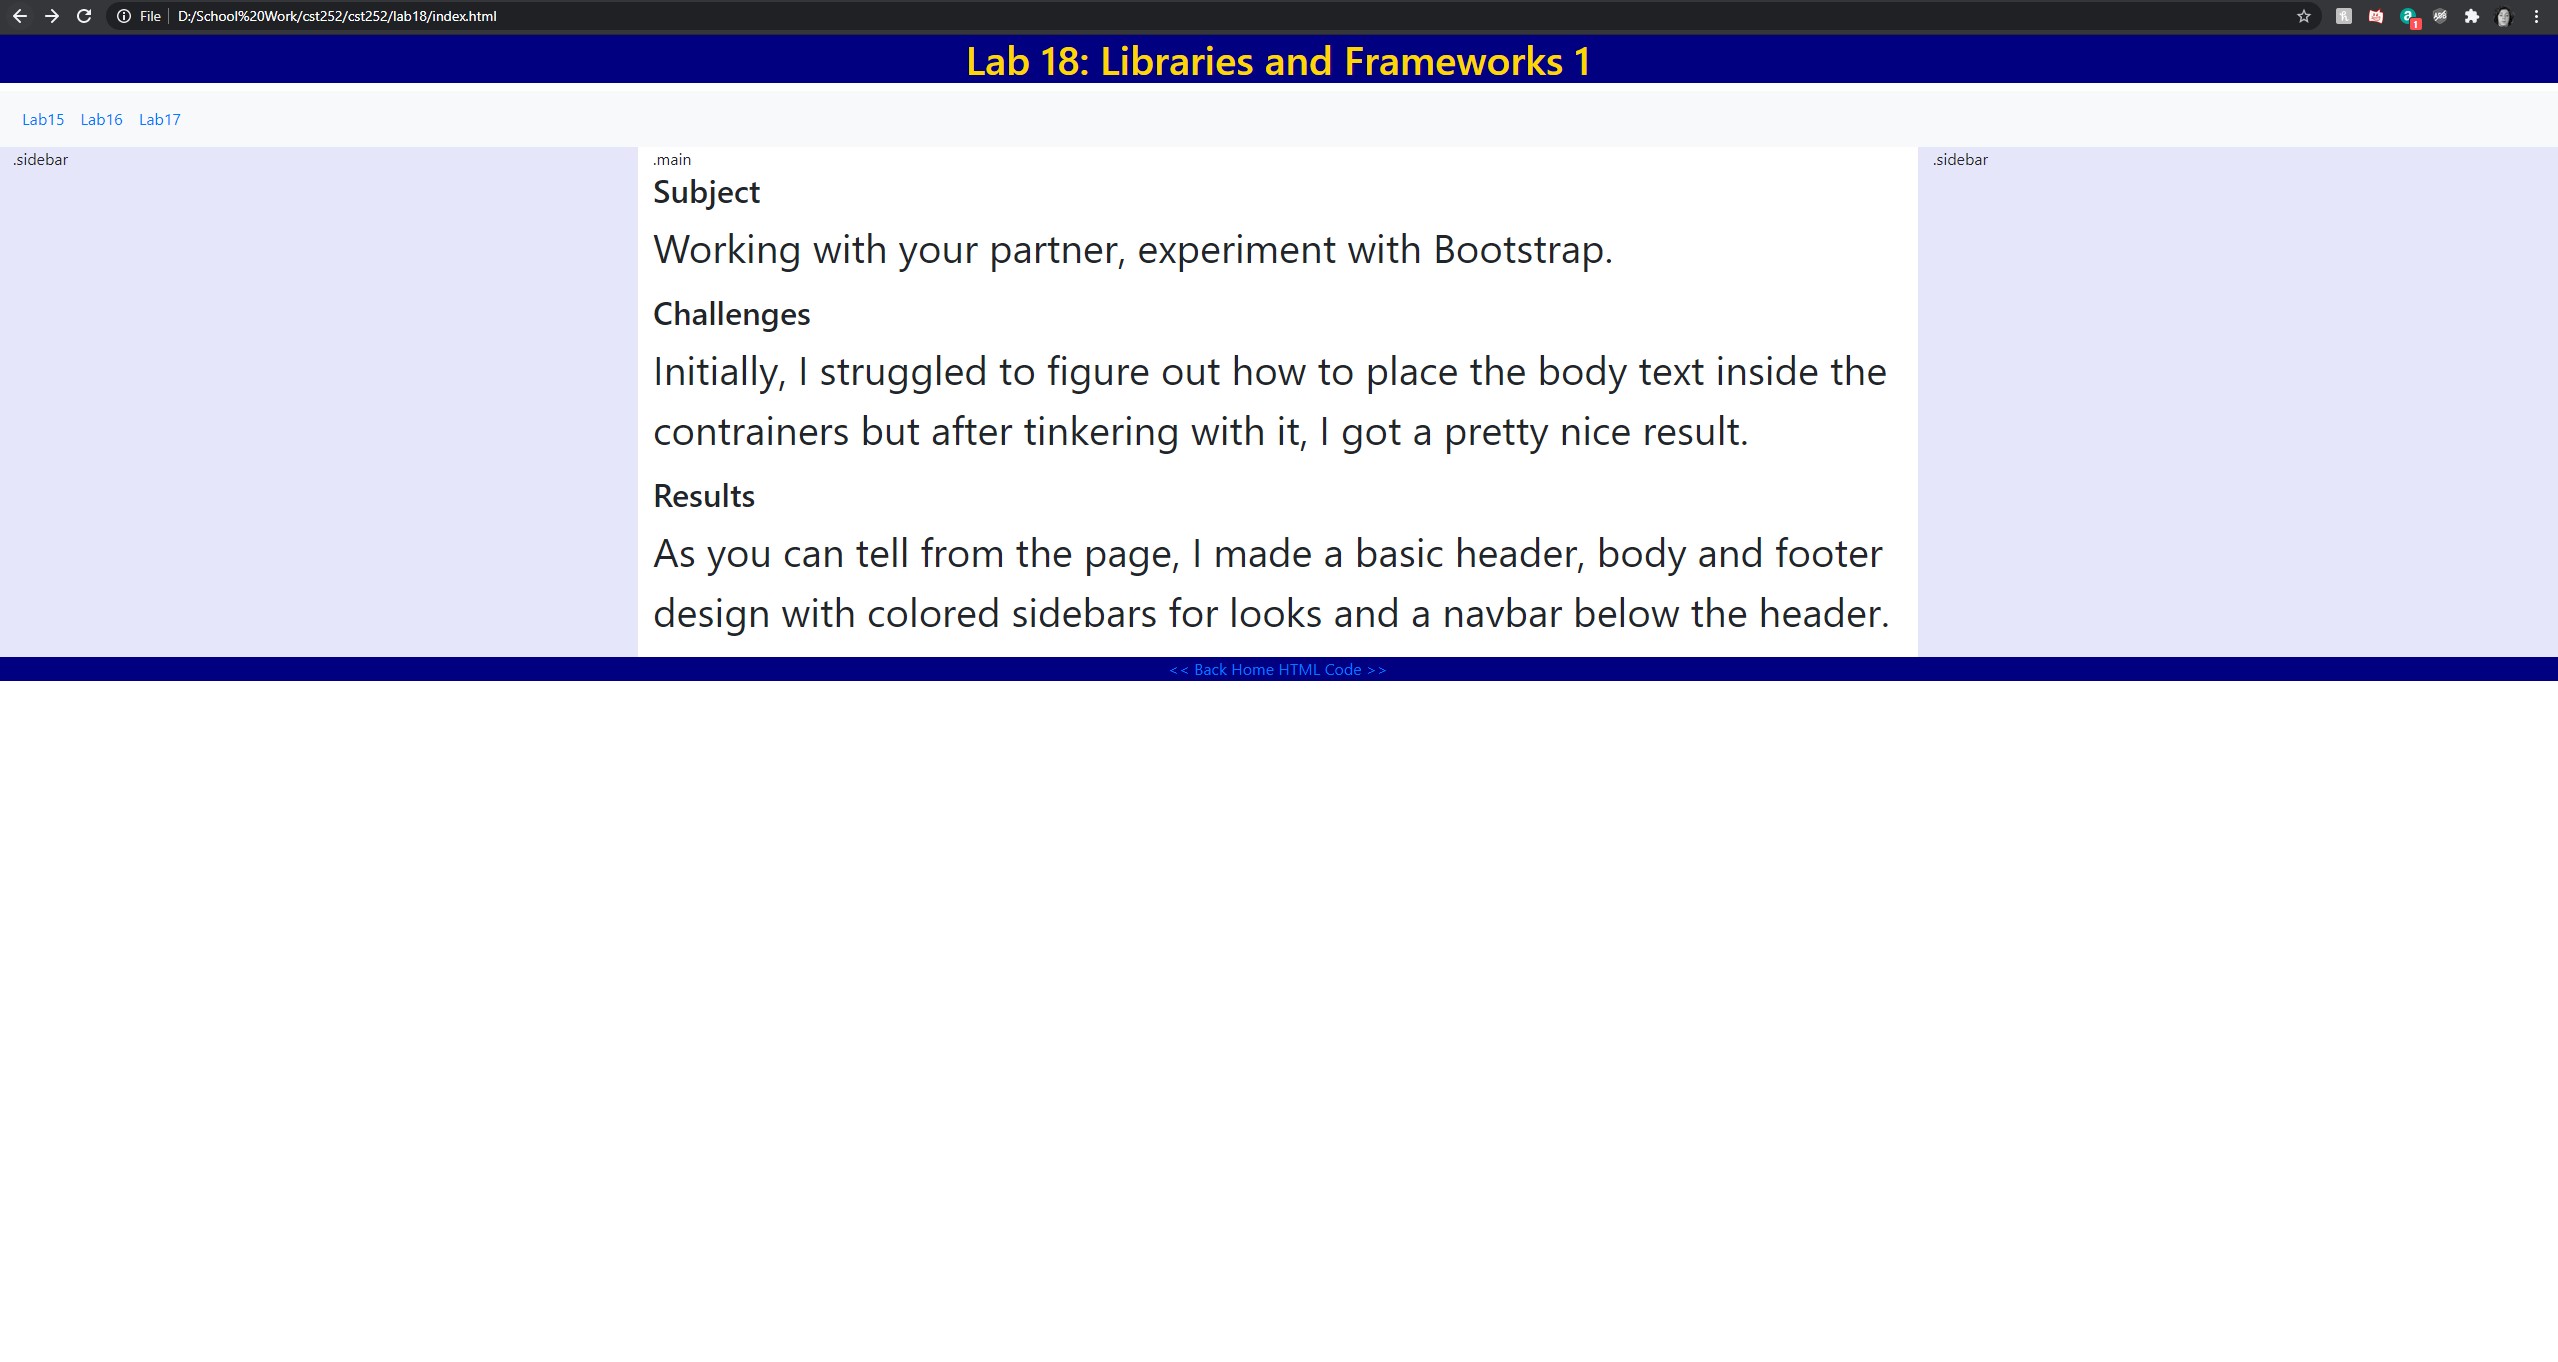 File D:/School%20Work/cst252/cst252/lab18/index.html
1
Lab 18: Libraries and Frameworks 1
Lab15 Lab16 Lab17
.sidebar
.main
Subject
Working with your partner, experiment with Bootstrap.
Challenges
Initially, I struggled to figure out how to place the body text inside the
contrainers but after tinkering with it, I got a pretty nice result.
Results
As you can tell from the page, I made a basic header, body and footer
design with colored sidebars for looks and a navbar below the header.
.sidebar
<< Back Home HTML Code >>